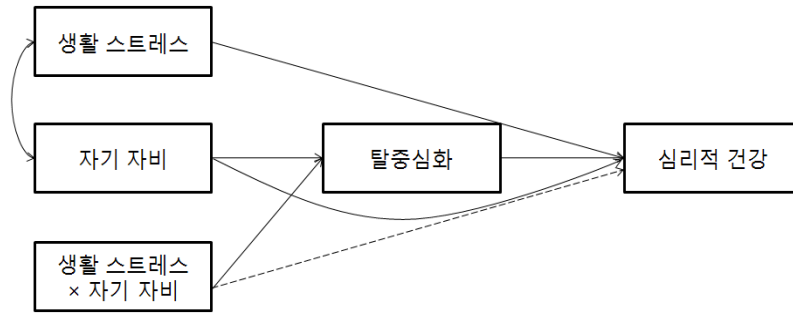 생활 스트레스
자기 자비
탈중심화
심리적 건강
생활 스트레스
× 자기 자비